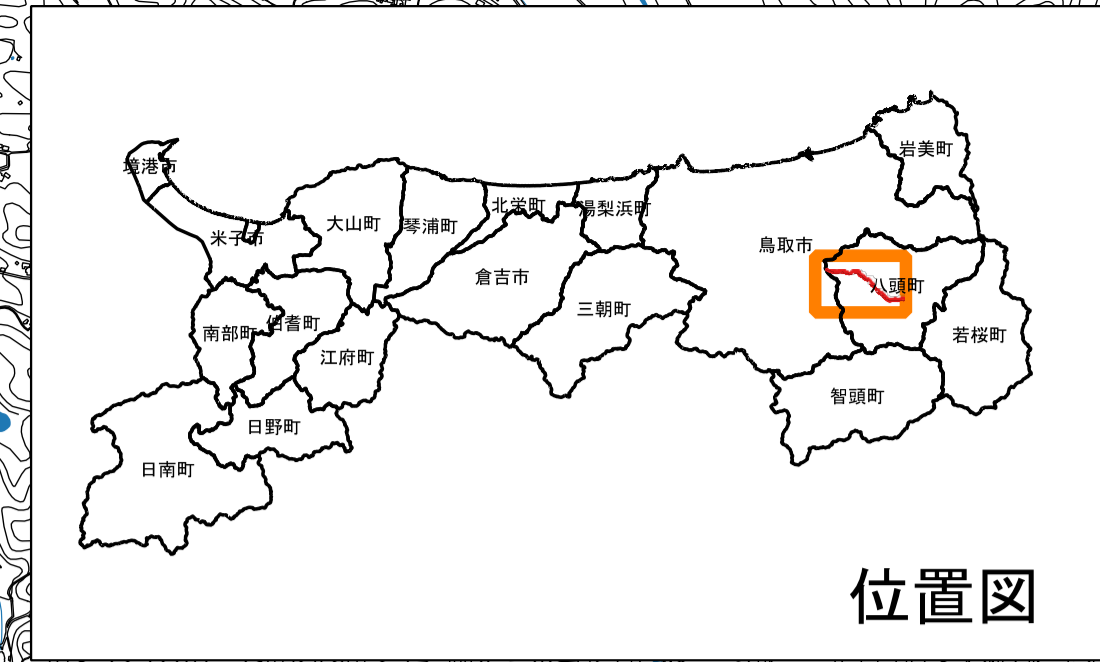 岩美町
境港市
大山町
北栄町
湯梨浜町
琴浦町
米子市
鳥取市
倉吉市
八頭町
三朝町
伯耆町
南部町
若桜町
江府町
智頭町
日野町
日南町
位置図